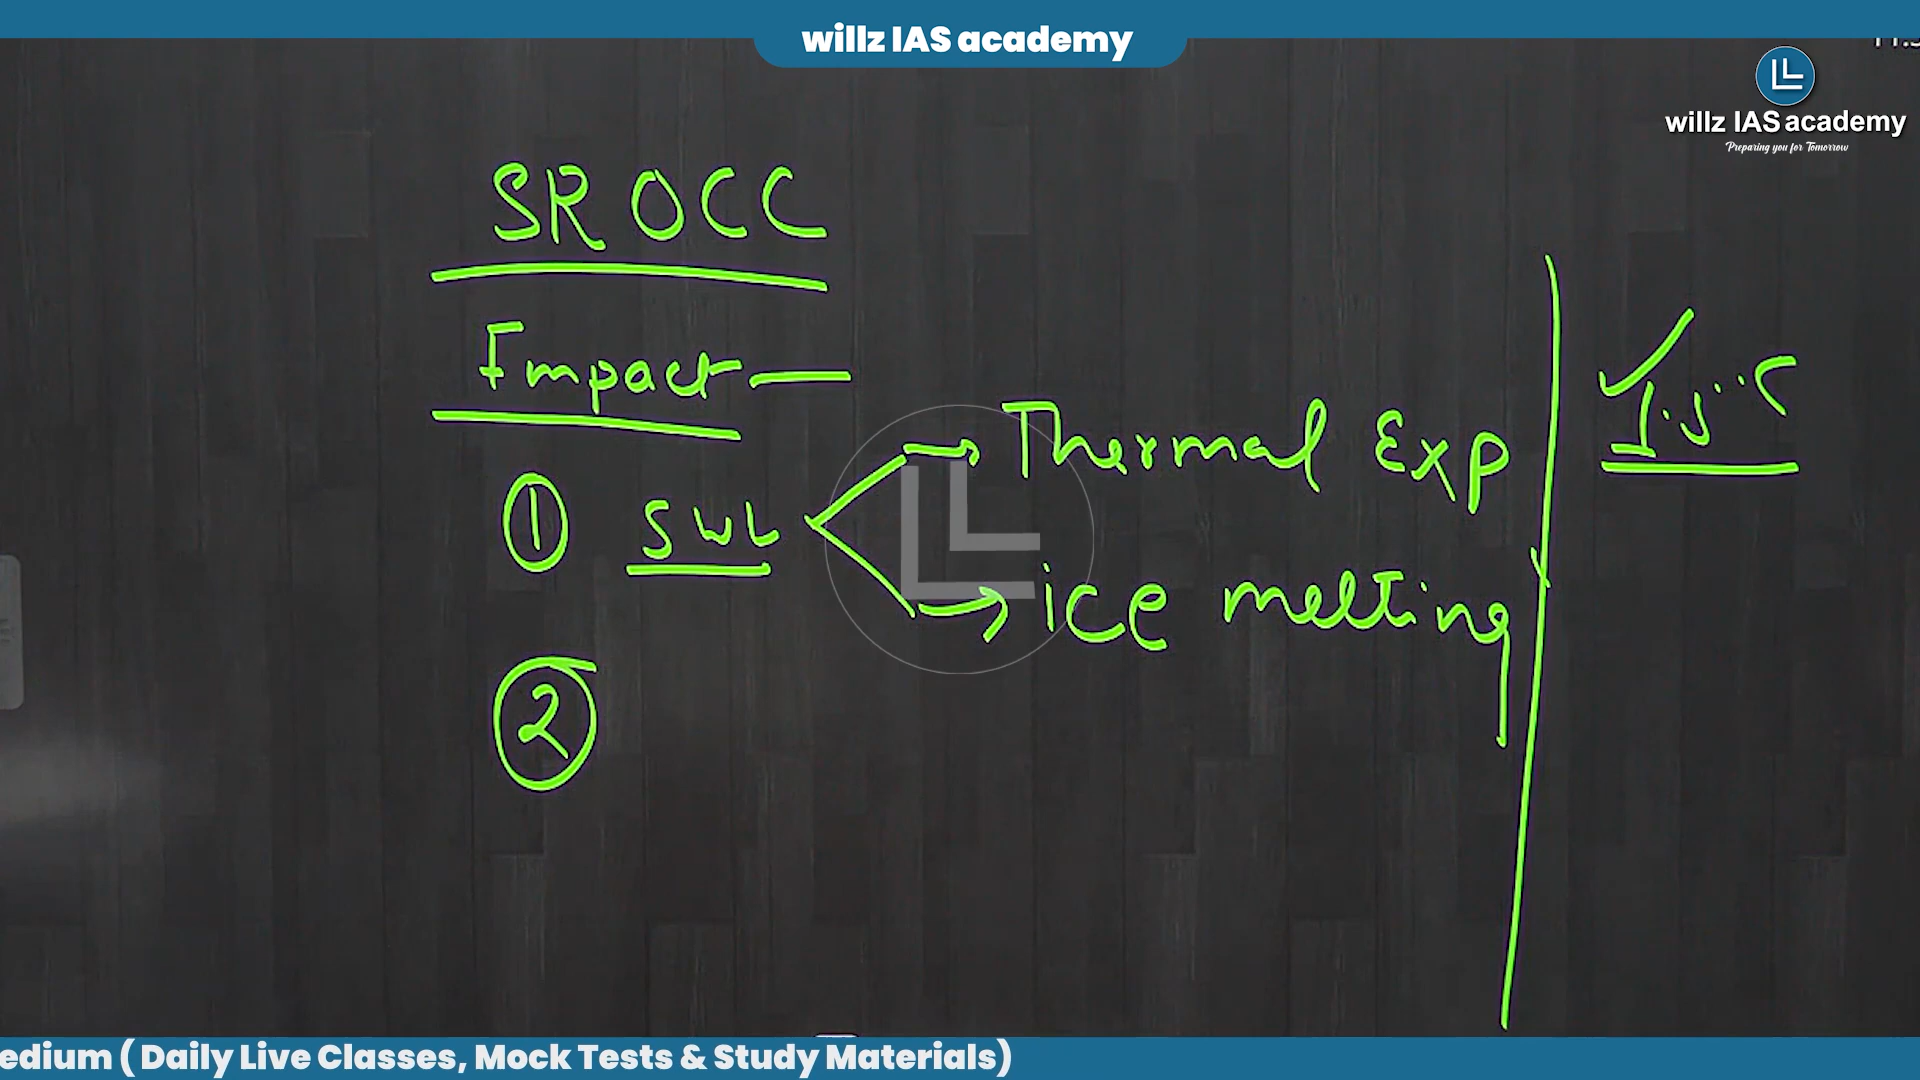 willz IAS academy
willz IAS academy
Preparing you for Tomorrow
SROCC
Impact —
① SWL → Thermal Exp
→ ice melting
②
edium ( Daily Live Classes, Mock Tests & Study Materials)